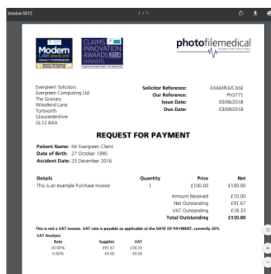 Invoice 5012
1 / 1
Modern
CLAIMS
INNOVATION
AWARDS
photofilemedical
Evergreen Solicitors
Evergreen Computing Ltd
The Granary
Woodend Lane
Tortworth
Gloucestershire
GL12 8AA
Solicitor Reference: EXAMPLE/CASE
Our Reference: PH3771
Issue Date: 05/06/2018
Due Date: 03/09/2018
REQUEST FOR PAYMENT
Patient Name: Mr Evergreen Client
Date of Birth: 27 October 1990
Accident Date: 25 December 2016
Details Quantity Price Net
This is an example Purchase Invoice 1 £100.00 £100.00
Amount Received £10.00
Net Outstanding £91.67
VAT Outstanding £18.33
Total Outstanding £110.00
This is not a VAT invoice. VAT rate is payable as applicable at the DATE OF PAYMENT, currently 20%
VAT Analysis
Rate Supplies VAT
20.00% £91.67 £18.33
0.00% £0.00 £0.00